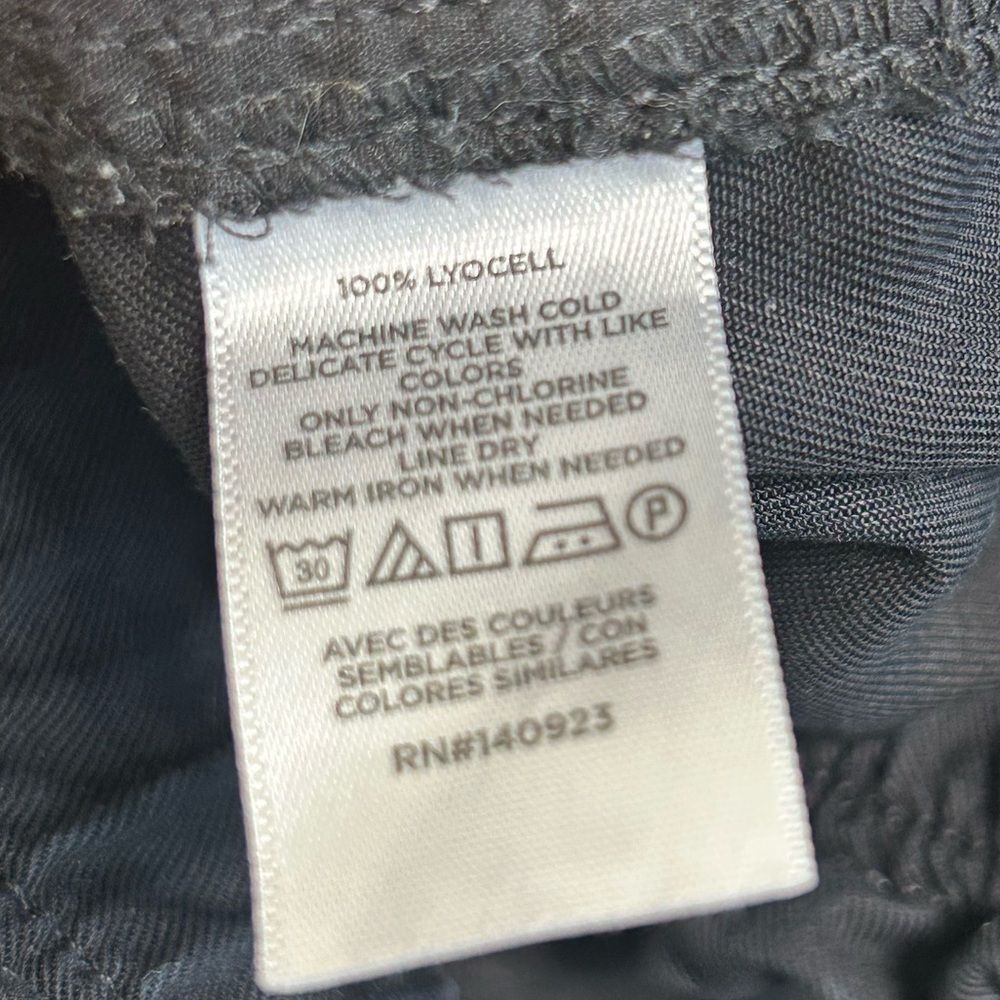 100% LYOCELL
MACHINE WASH COLD
DELICATE CYCLE WITH LIKE
COLORS
ONLY NON-CHLORINE
BLEACH WHEN NEEDED
LINE DRY
WARM IRON WHEN NEEDED
30 P
AVEC DES COULEURS
SEMBLABLES / CON
COLORES SIMILARES
RN#140923